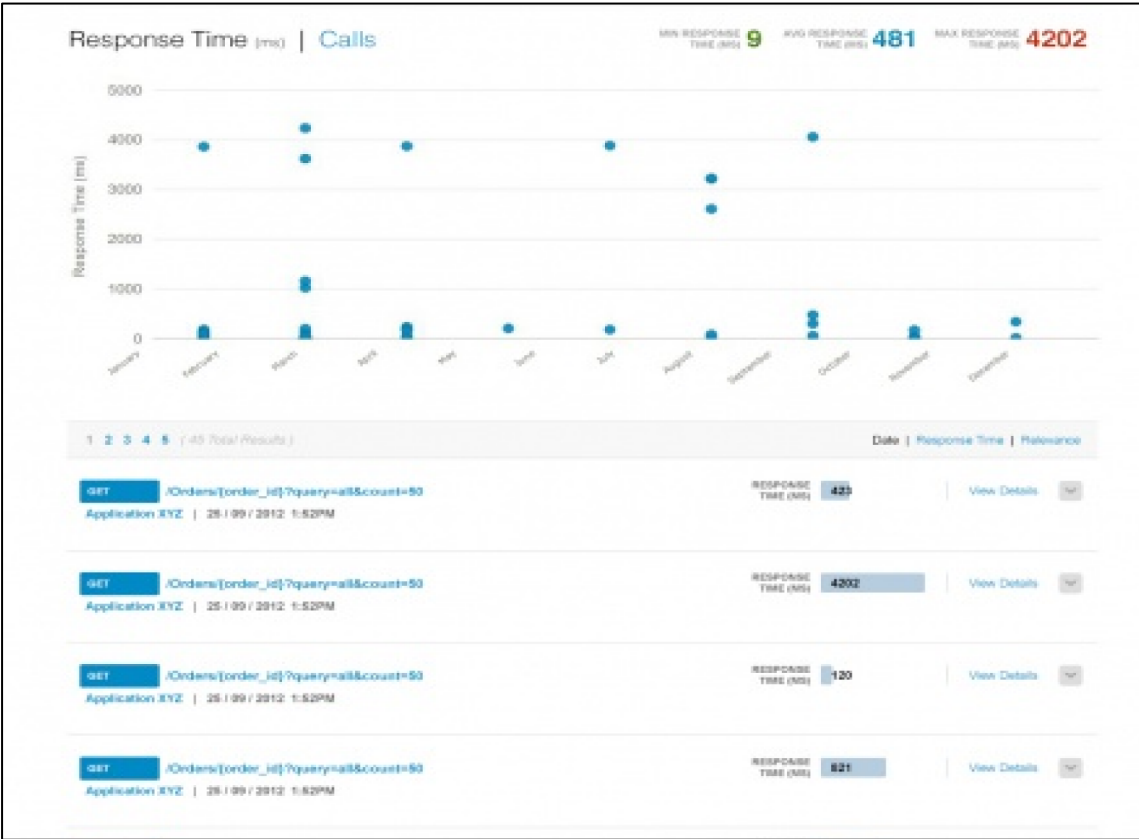 Response Time (ms) | Calls
MIN RESPONSE TIME (MS) 9 AVG RESPONSE TIME (MS) 481 MAX RESPONSE TIME (MS) 4202
Response Time (ms)
5000
4000
3000
2000
1000
0
January February March April May June July August September October November December
1 2 3 4 5 ( 45 Total Results ) Date | Response Time | Relevance
GET /Orders/{order_id}/?query=all&count=50 RESPONSE TIME (MS) 423 View Details
Application XYZ | 25 / 09 / 2012 1:52PM
GET /Orders/{order_id}/?query=all&count=50 RESPONSE TIME (MS) 4202 View Details
Application XYZ | 25 / 09 / 2012 1:52PM
GET /Orders/{order_id}/?query=all&count=50 RESPONSE TIME (MS) 120 View Details
Application XYZ | 25 / 09 / 2012 1:52PM
GET /Orders/{order_id}/?query=all&count=50 RESPONSE TIME (MS) 821 View Details
Application XYZ | 25 / 09 / 2012 1:52PM